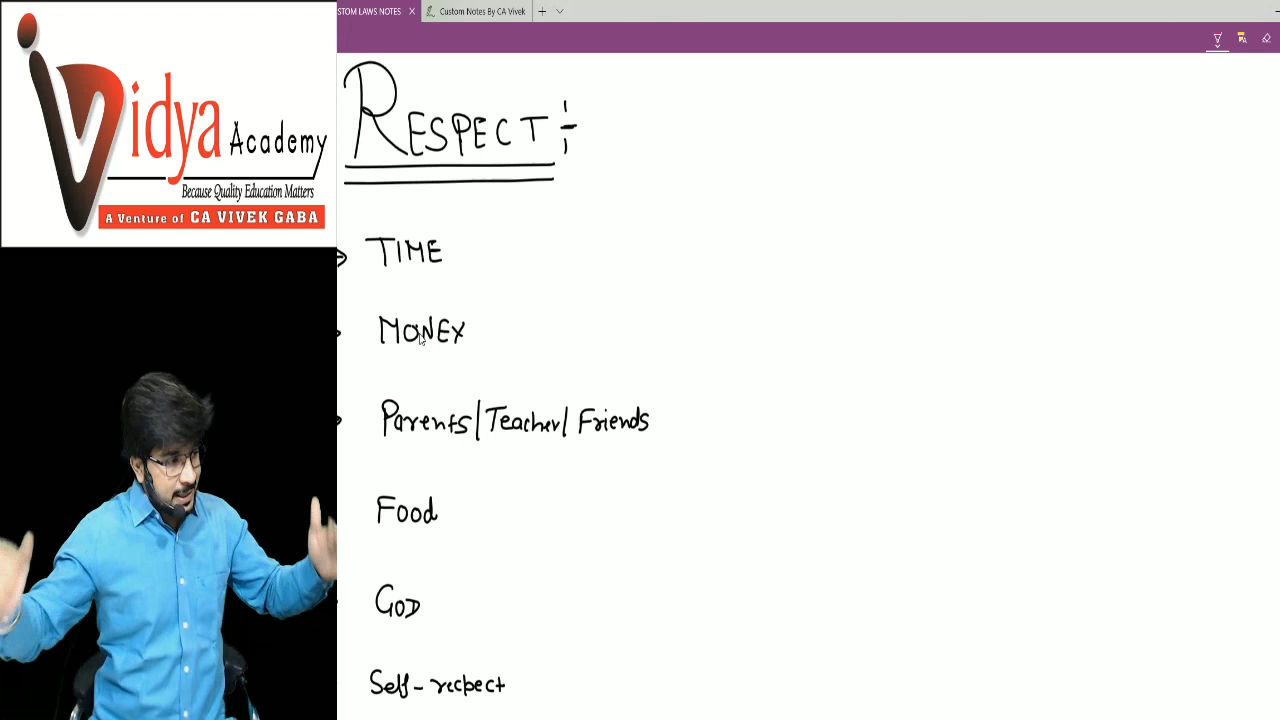 STOM LAWS NOTES
Custom Notes By CA Vivek
Vidya Academy
Because Quality Education Matters
A Venture of CA VIVEK GABA
RESPECT :-
TIME
MONEY
Parents/Teacher/Friends
Food
GOD
Self-respect